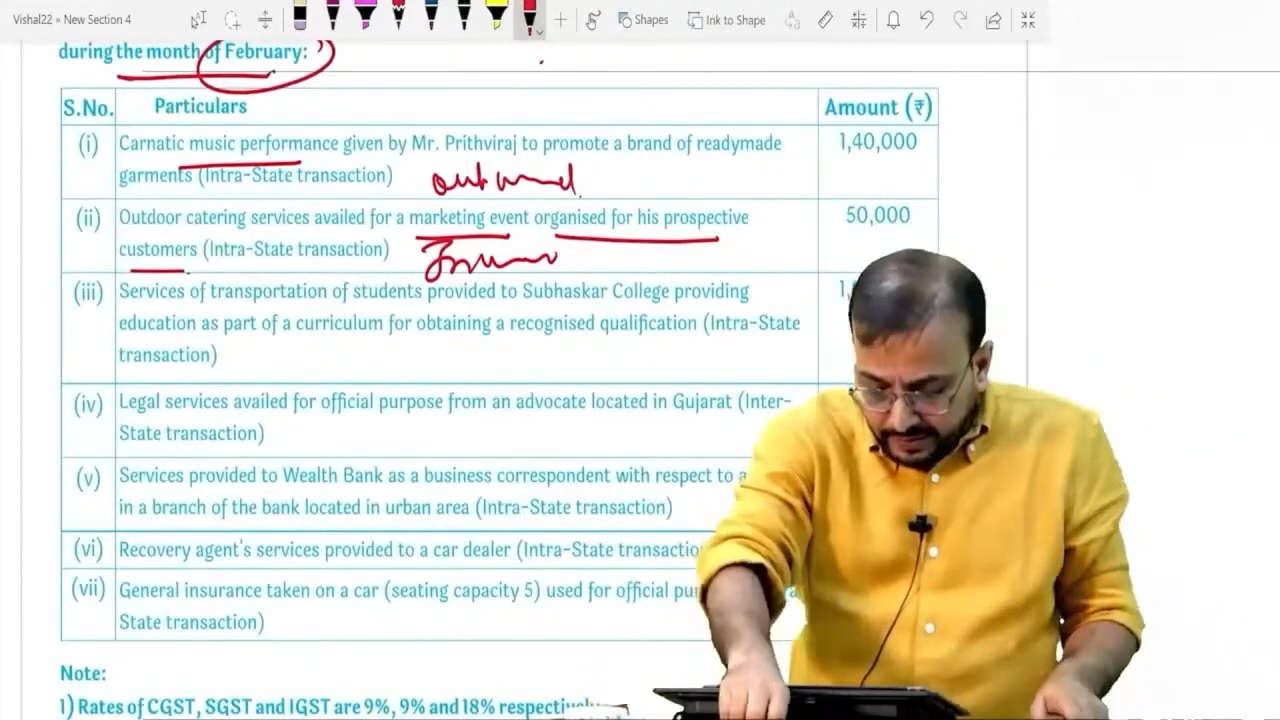 Vishal22 » New Section 4
Shapes
Ink to Shape
during the month of February:
S.No. Particulars Amount (₹)
(i) Carnatic music performance given by Mr. Prithviraj to promote a brand of readymade 1,40,000
garments (Intra-State transaction) outward
(ii) Outdoor catering services availed for a marketing event organised for his prospective 50,000
customers (Intra-State transaction)
(iii) Services of transportation of students provided to Subhaskar College providing
education as part of a curriculum for obtaining a recognised qualification (Intra-State
transaction)
(iv) Legal services availed for official purpose from an advocate located in Gujarat (Inter-
State transaction)
(v) Services provided to Wealth Bank as a business correspondent with respect to
in a branch of the bank located in urban area (Intra-State transaction)
(vi) Recovery agent's services provided to a car dealer (Intra-State
(vii) General insurance taken on a car (seating capacity 5) used for official
State transaction)
Note:
1) Rates of CGST, SGST and IGST are 9%, 9% and 18%